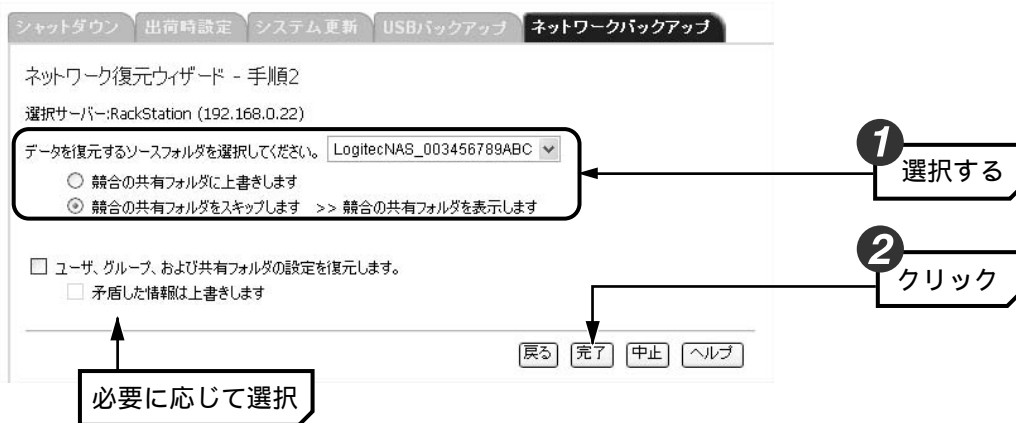 シャットダウン 出荷時設定 システム更新 USBバックアップ ネットワークバックアップ
ネットワーク復元ウィザード - 手順2
選択サーバー:RackStation (192.168.0.22)
データを復元するソースフォルダを選択してください。 LogitecNAS_003456789ABC
競合の共有フォルダに上書きします
競合の共有フォルダをスキップします >> 競合の共有フォルダを表示します
1
選択する
ユーザ、グループ、および共有フォルダの設定を復元します。
矛盾した情報は上書きします
2
クリック
戻る 完了 中止 ヘルプ
必要に応じて選択